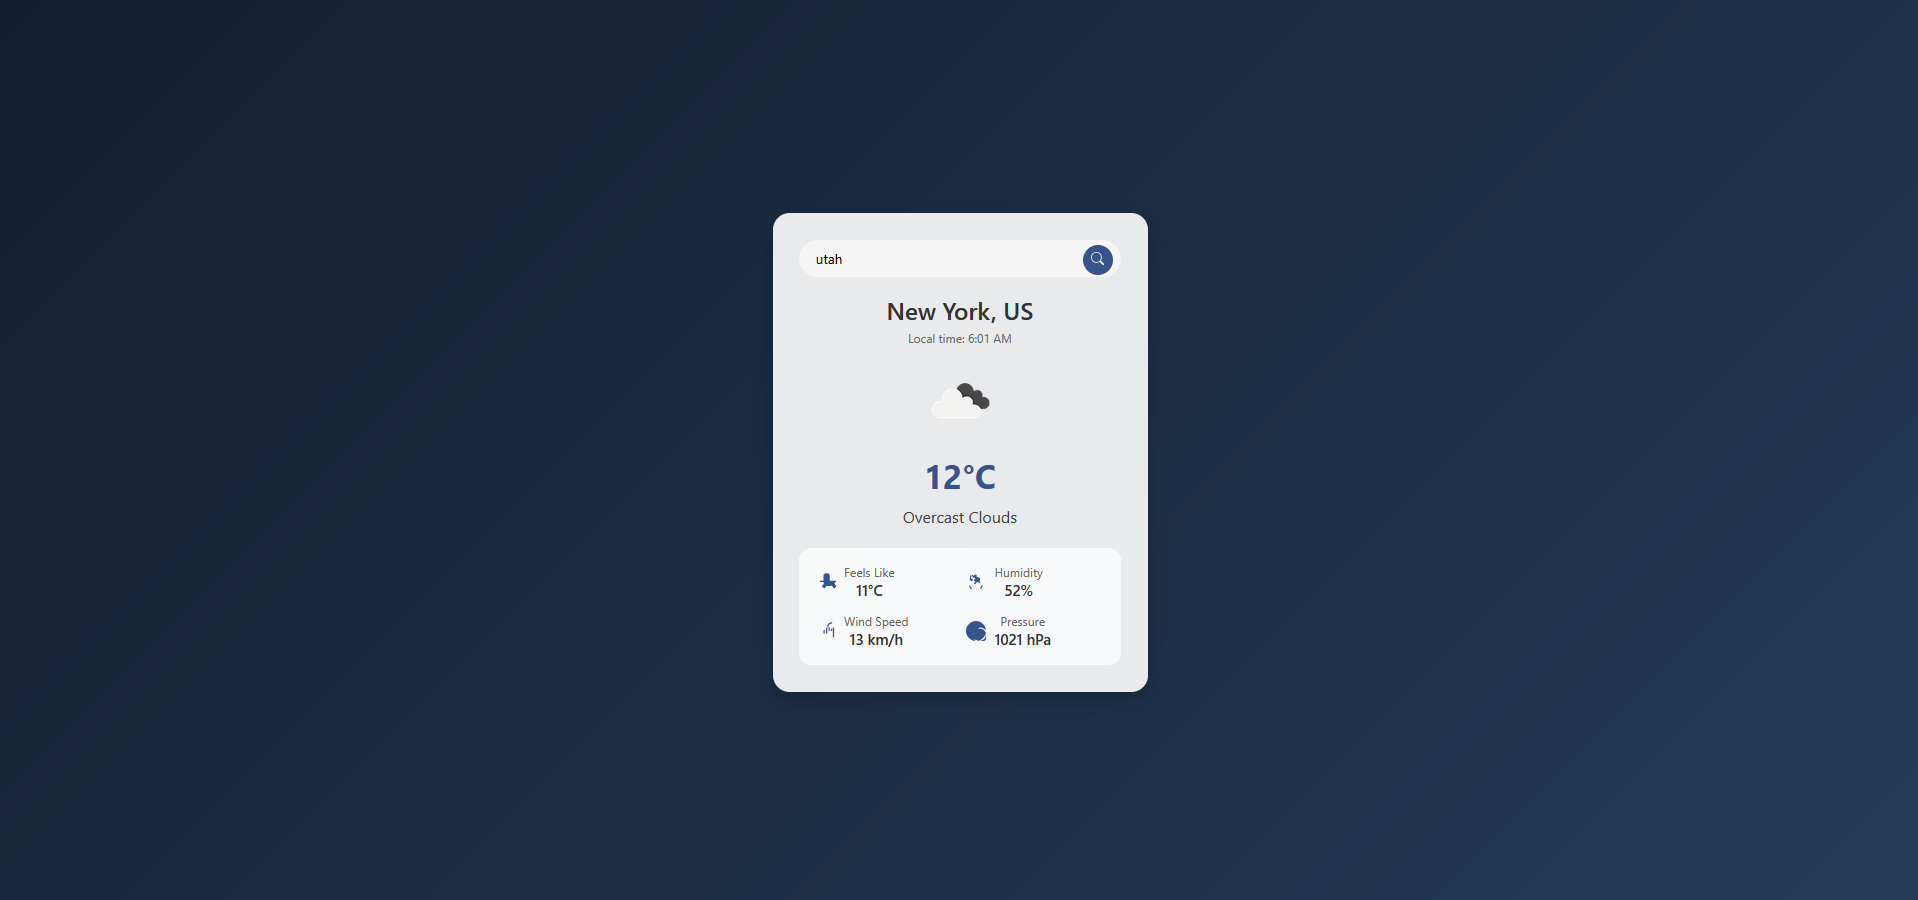 utah
New York, US
Local time: 6:01 AM
12°C
Overcast Clouds
Feels Like
11°C
Humidity
52%
Wind Speed
13 km/h
Pressure
1021 hPa